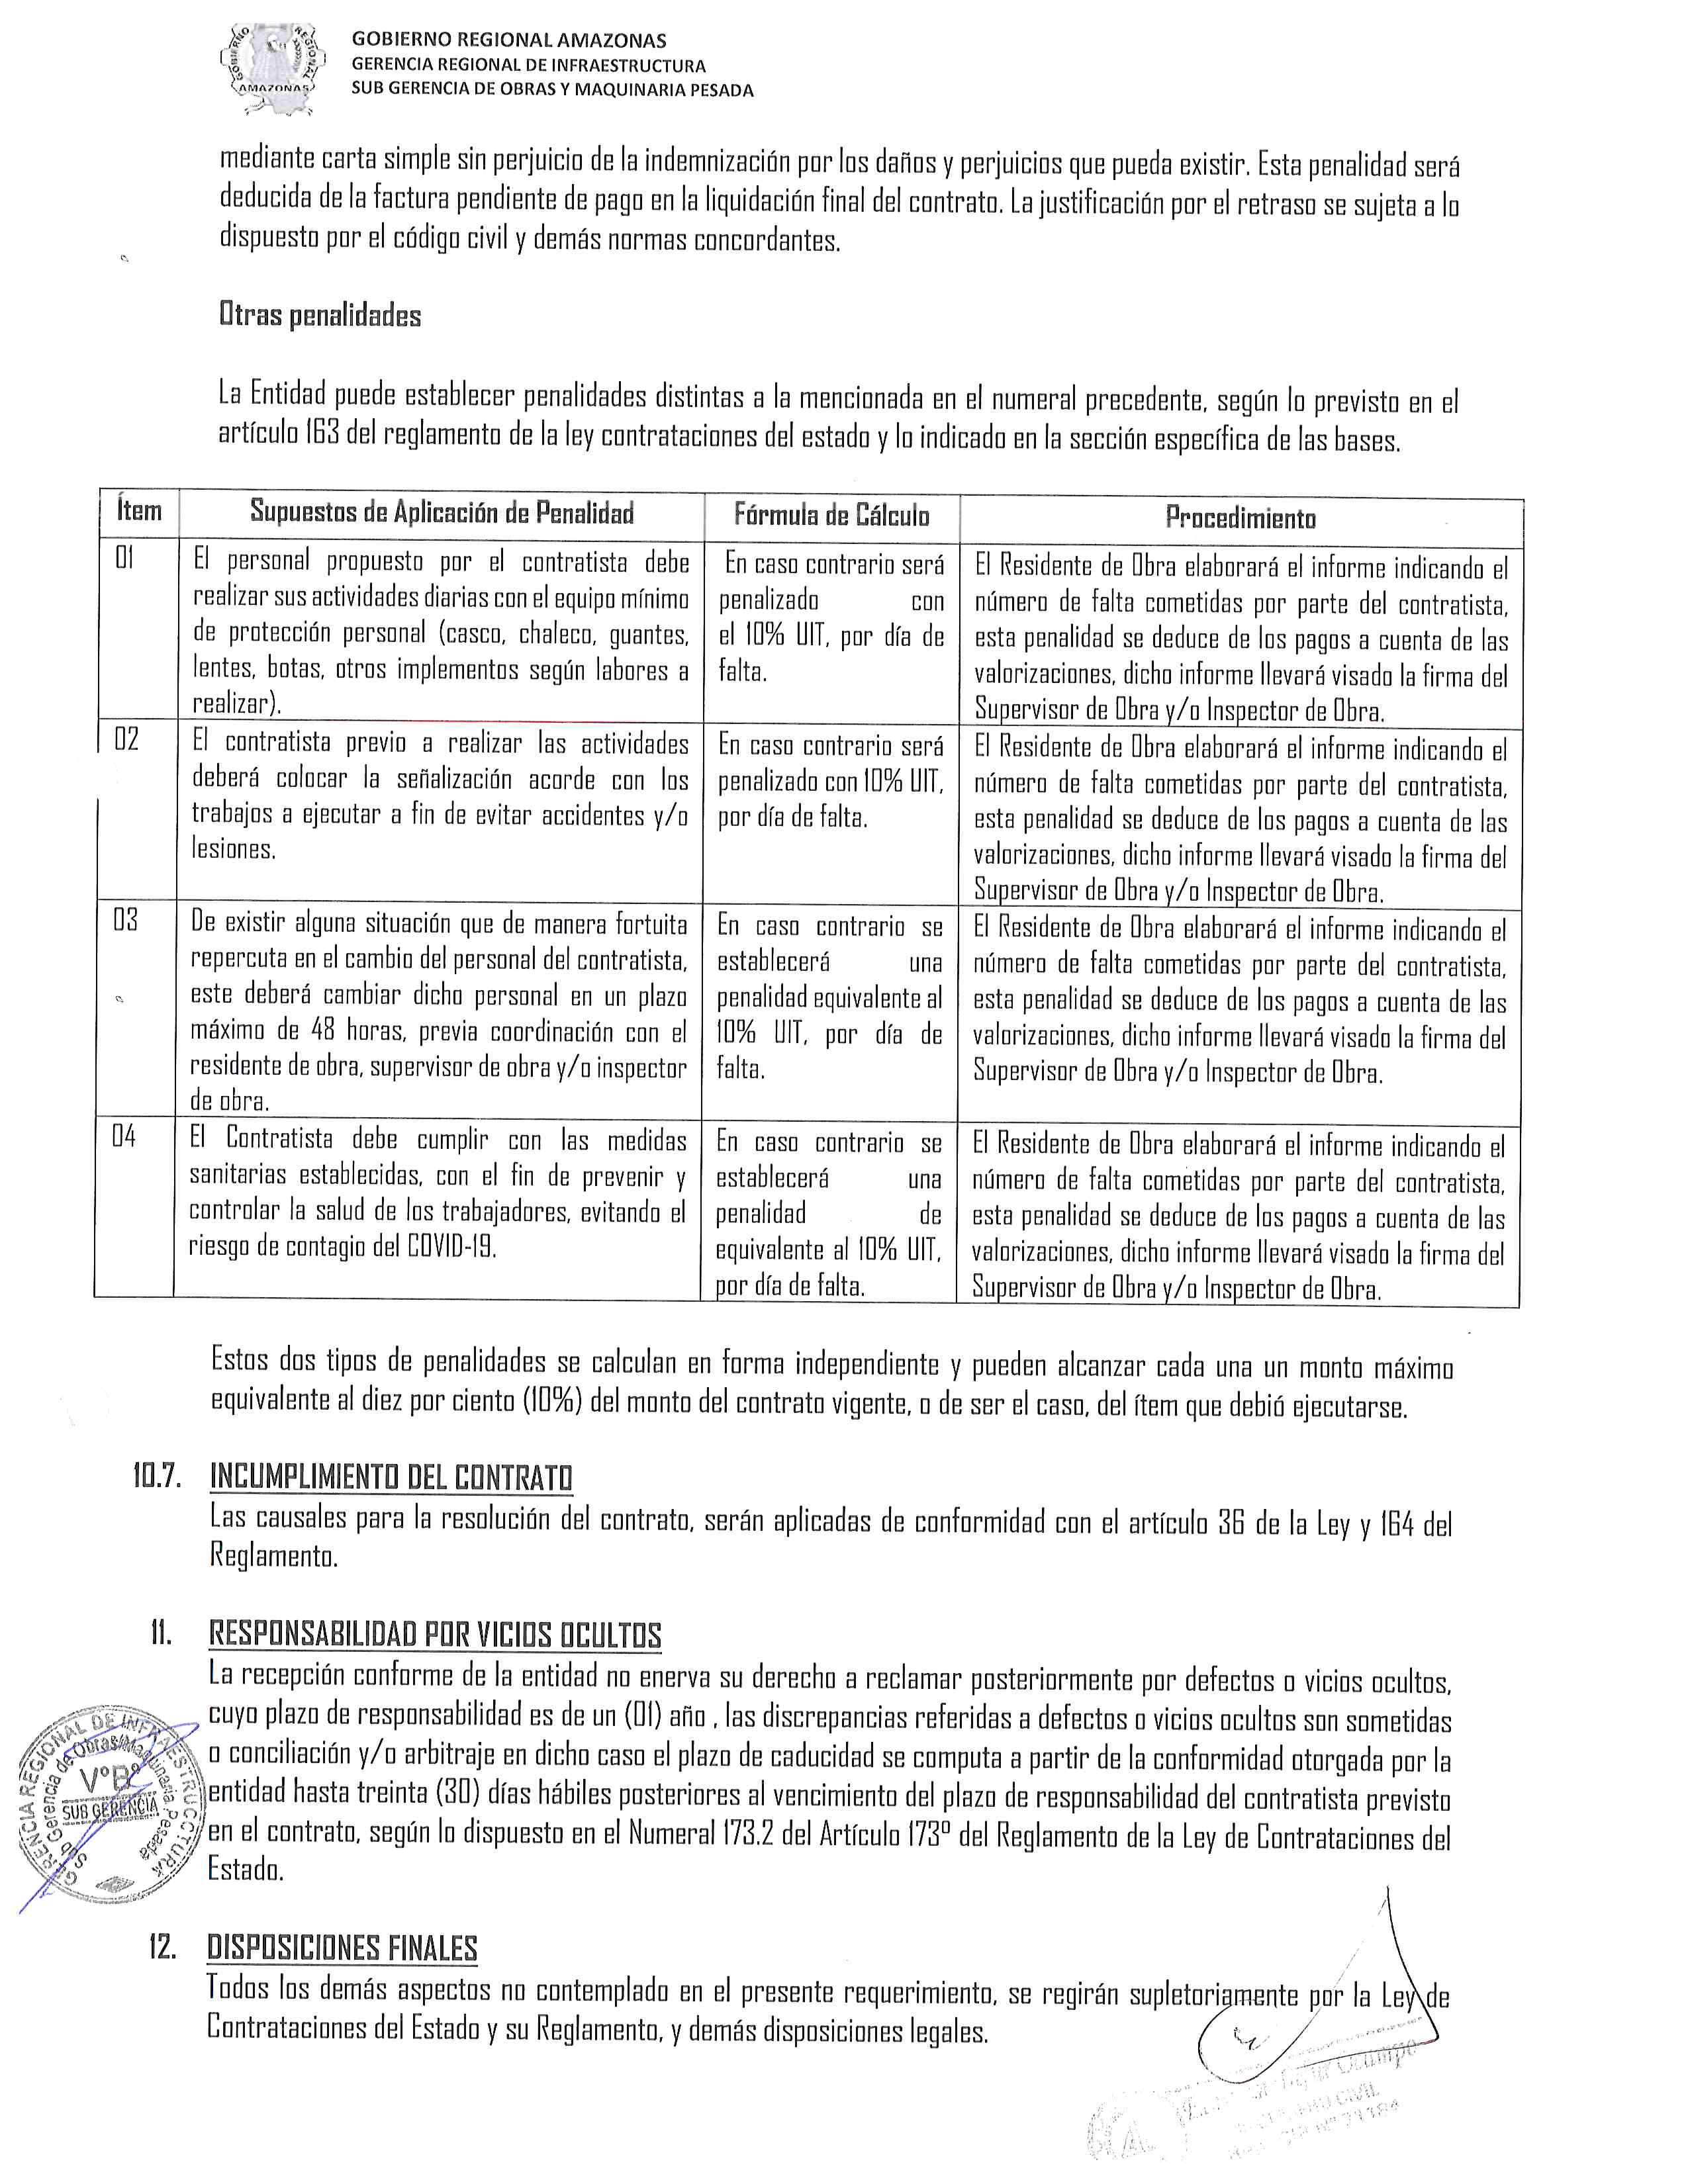 GOBIERNO REGIONAL AMAZONAS
GOBIERNO REGIONAL AMAZONAS
GERENCIA REGIONAL DE INFRAESTRUCTURA
SUB GERENCIA DE OBRAS Y MAQUINARIA PESADA
mediante carta simple sin perjuicio de la indemnización por los daños y perjuicios que pueda existir. Esta penalidad será
deducida de la factura pendiente de pago en la liquidación final del contrato. La justificación por el retraso se sujeta a lo
dispuesto por el código civil y demás normas concordantes.
Otras penalidades
La Entidad puede establecer penalidades distintas a la mencionada en el numeral precedente, según lo previsto en el
artículo 163 del reglamento de la ley contrataciones del estado y lo indicado en la sección específica de las bases.
Ítem Supuestos de Aplicación de Penalidad Fórmula de Cálculo Procedimiento
01
El personal propuesto por el contratista debe
realizar sus actividades diarias con el equipo mínimo
de protección personal (casco, chaleco, guantes,
lentes, botas, otros implementos según labores a
realizar).
En caso contrario será
penalizado con
el 10% UIT, por día de
falta.
El Residente de Obra elaborará el informe indicando el
número de falta cometidas por parte del contratista,
esta penalidad se deduce de los pagos a cuenta de las
valorizaciones, dicho informe llevará visado la firma del
Supervisor de Obra y/o Inspector de Obra.
02
El contratista previo a realizar las actividades
deberá colocar la señalización acorde con los
trabajos a ejecutar a fin de evitar accidentes y/o
lesiones.
En caso contrario será
penalizado con 10% UIT,
por día de falta.
El Residente de Obra elaborará el informe indicando el
número de falta cometidas por parte del contratista,
esta penalidad se deduce de los pagos a cuenta de las
valorizaciones, dicho informe llevará visado la firma del
Supervisor de Obra y/o Inspector de Obra.
03
De existir alguna situación que de manera fortuita
repercuta en el cambio del personal del contratista,
este deberá cambiar dicho personal en un plazo
máximo de 48 horas, previa coordinación con el
residente de obra, supervisor de obra y/o inspector
de obra.
En caso contrario se
establecerá una
penalidad equivalente al
10% UIT, por día de
falta.
El Residente de Obra elaborará el informe indicando el
número de falta cometidas por parte del contratista,
esta penalidad se deduce de los pagos a cuenta de las
valorizaciones, dicho informe llevará visado la firma del
Supervisor de Obra y/o Inspector de Obra.
04
El Contratista debe cumplir con las medidas
sanitarias establecidas, con el fin de prevenir y
controlar la salud de los trabajadores, evitando el
riesgo de contagio del COVID-19.
En caso contrario se
establecerá una
penalidad de
equivalente al 10% UIT,
por día de falta.
El Residente de Obra elaborará el informe indicando el
número de falta cometidas por parte del contratista,
esta penalidad se deduce de los pagos a cuenta de las
valorizaciones, dicho informe llevará visado la firma del
Supervisor de Obra y/o Inspector de Obra.
Estos dos tipos de penalidades se calculan en forma independiente y pueden alcanzar cada una un monto máximo
equivalente al diez por ciento (10%) del monto del contrato vigente, o de ser el caso, del ítem que debió ejecutarse.
10.7. INCUMPLIMIENTO DEL CONTRATO
Las causales para la resolución del contrato, serán aplicadas de conformidad con el artículo 36 de la Ley y 164 del
Reglamento.
11. RESPONSABILIDAD POR VICIOS OCULTOS
La recepción conforme de la entidad no enerva su derecho a reclamar posteriormente por defectos o vicios ocultos,
cuyo plazo de responsabilidad es de un (01) año , las discrepancias referidas a defectos o vicios ocultos son sometidas
o conciliación y/o arbitraje en dicho caso el plazo de caducidad se computa a partir de la conformidad otorgada por la
entidad hasta treinta (30) días hábiles posteriores al vencimiento del plazo de responsabilidad del contratista previsto
en el contrato, según lo dispuesto en el Numeral 173.2 del Artículo 173º del Reglamento de la Ley de Contrataciones del
Estado.
GERENCIA REGIONAL DE INFRAESTRUCTURA
Sub Gerencia de Obras Maquinaria Pesada
VºBº
SUB GERENCIA
12. DISPOSICIONES FINALES
Todos los demás aspectos no contemplado en el presente requerimiento, se regirán supletoriamente por la Ley de
Contrataciones del Estado y su Reglamento, y demás disposiciones legales.
Ocampo
CIVIL